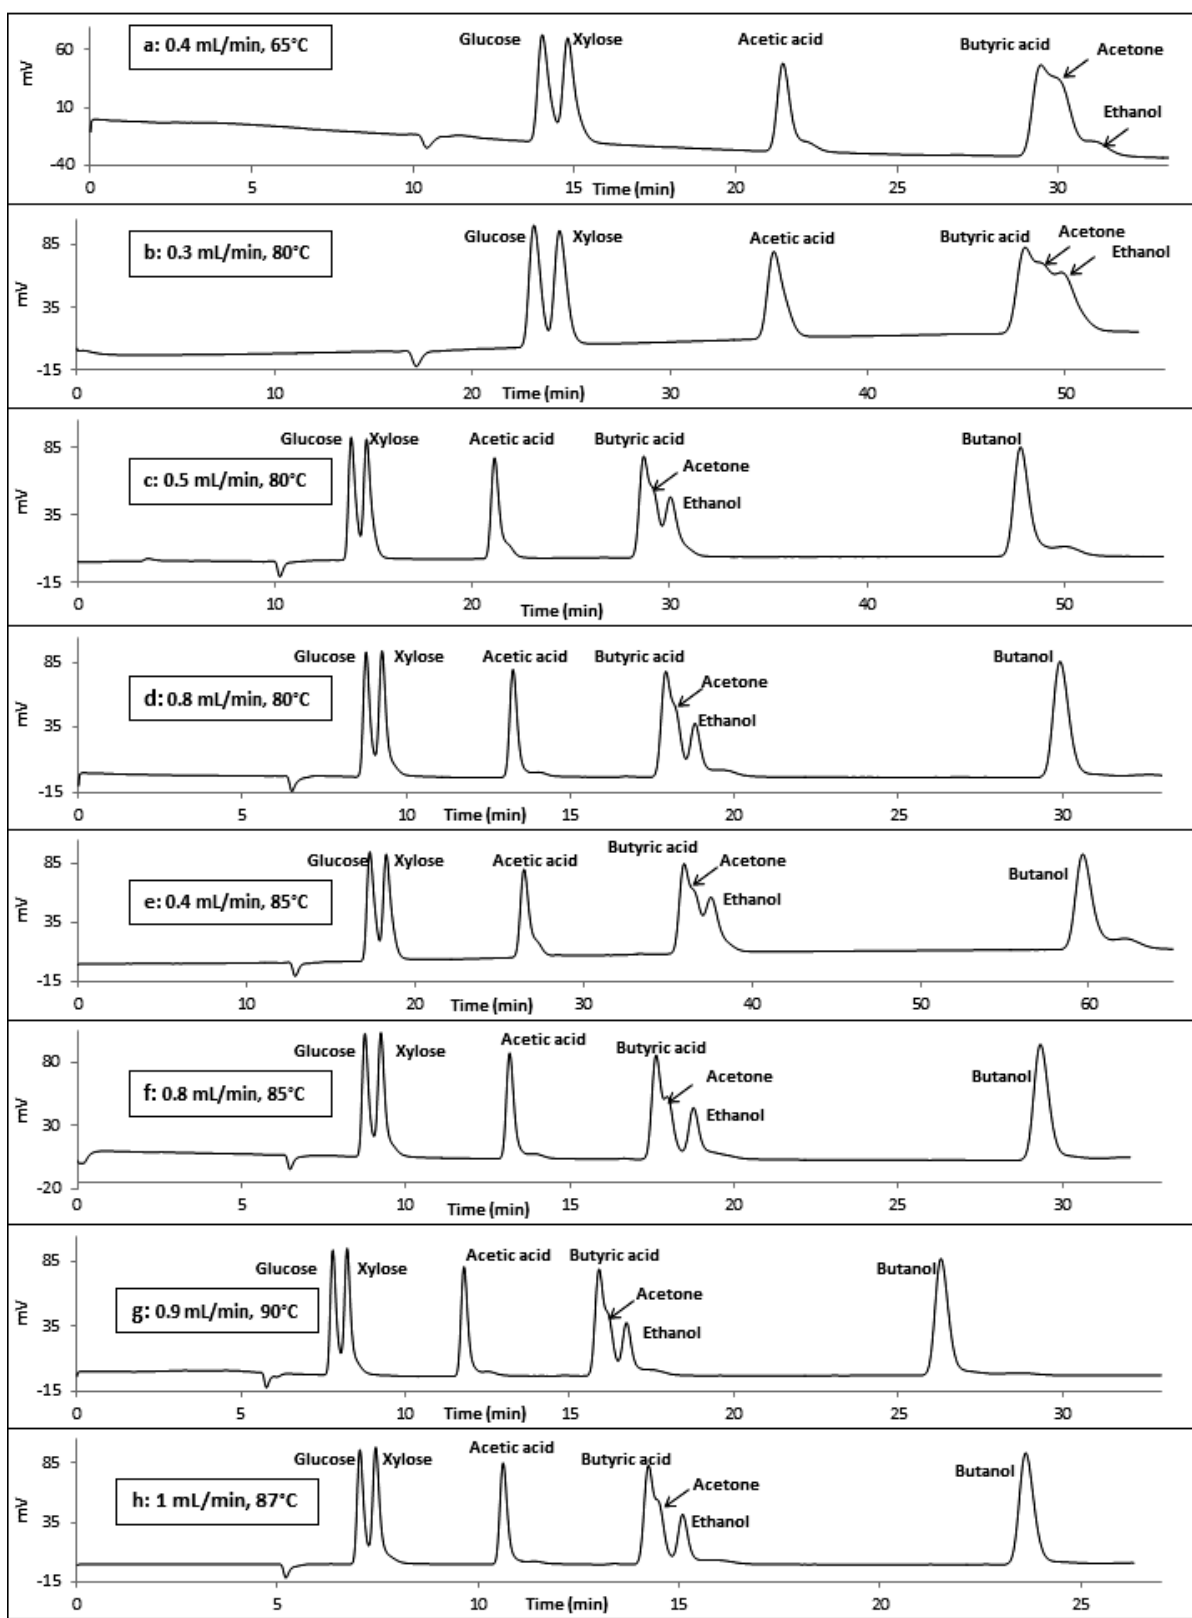 a: 0.4 mL/min, 65°C
Glucose
Xylose
Acetic acid
Butyric acid
Acetone
Ethanol
mV
60
10
-40
0
5
10
15
20
25
30
Time (min)
b: 0.3 mL/min, 80°C
Glucose
Xylose
Acetic acid
Butyric acid
Acetone
Ethanol
mV
85
35
-15
0
10
20
30
40
50
Time (min)
c: 0.5 mL/min, 80°C
Glucose
Xylose
Acetic acid
Butyric acid
Acetone
Ethanol
Butanol
mV
85
35
-15
0
10
20
30
40
50
Time (min)
d: 0.8 mL/min, 80°C
Glucose
Xylose
Acetic acid
Butyric acid
Acetone
Ethanol
Butanol
mV
85
35
-15
5
10
15
20
25
30
Time (min)
e: 0.4 mL/min, 85°C
Glucose
Xylose
Acetic acid
Butyric acid
Acetone
Ethanol
Butanol
mV
85
35
-15
0
10
20
30
40
50
60
Time (min)
f: 0.8 mL/min, 85°C
Glucose
Xylose
Acetic acid
Butyric acid
Acetone
Ethanol
Butanol
mV
80
30
-20
0
5
10
15
20
25
30
Time (min)
g: 0.9 mL/min, 90°C
Glucose
Xylose
Acetic acid
Butyric acid
Acetone
Ethanol
Butanol
mV
85
35
-15
0
5
10
15
20
25
30
Time (min)
h: 1 mL/min, 87°C
Glucose
Xylose
Acetic acid
Butyric acid
Acetone
Ethanol
Butanol
mV
85
35
-15
0
5
10
15
20
25
Time (min)